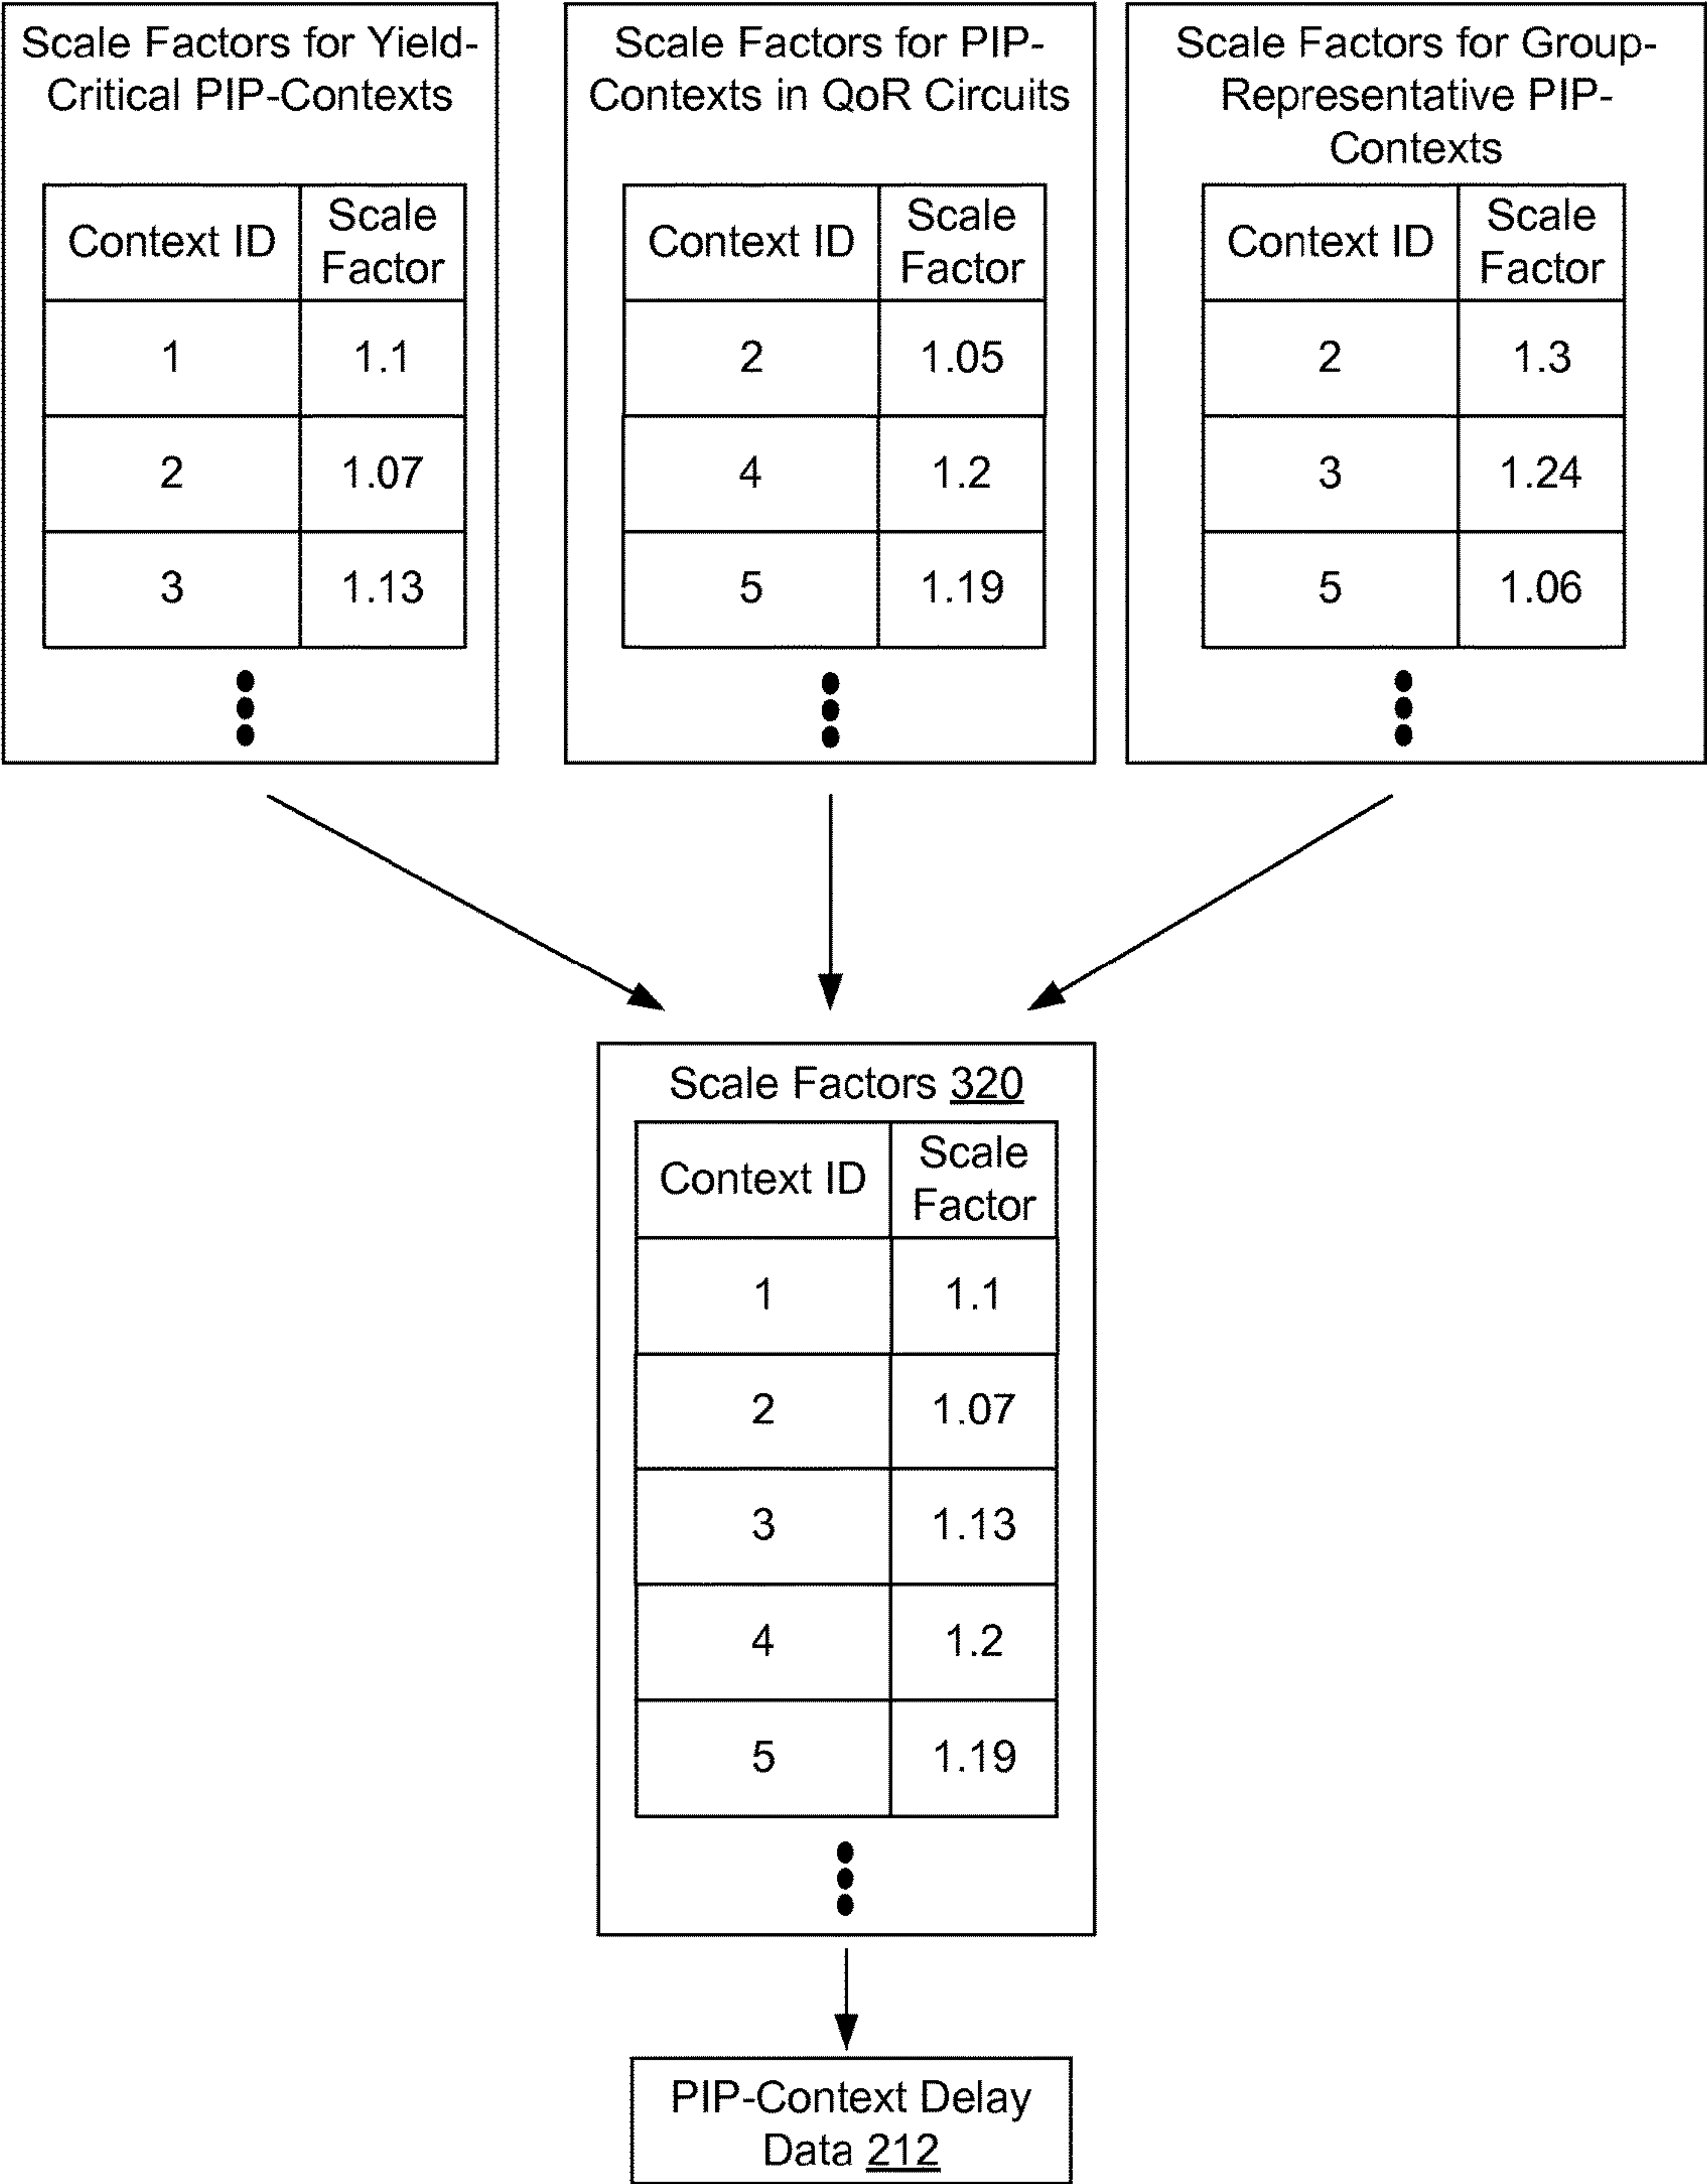 Scale Factors for Yield-
Critical PIP-Contexts
Context ID Scale
Factor
1 1.1
2 1.07
3 1.13
Scale Factors for PIP-
Contexts in QoR Circuits
Context ID Scale
Factor
2 1.05
4 1.2
5 1.19
Scale Factors for Group-
Representative PIP-
Contexts
Context ID Scale
Factor
2 1.3
3 1.24
5 1.06
Scale Factors 320
Context ID Scale
Factor
1 1.1
2 1.07
3 1.13
4 1.2
5 1.19
PIP-Context Delay
Data 212